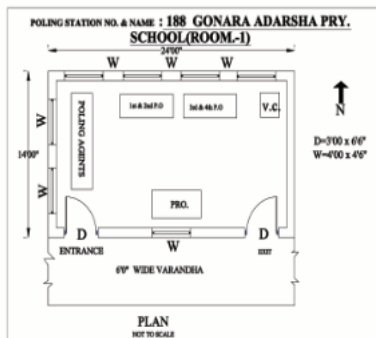 POLING STATION NO. & NAME : 188 GONARA ADARSHA PRY.
SCHOOL(ROOM.-1)
24'00"
W W W
POLING AGENTS
1st & 2nd P.O
3rd & 4th P.O
V.C.
N
W
14'00"
W
D=3'00 x 6'6"
W=4'00 x 4'6"
PRO.
D
D
ENTRANCE
W
EXIT
6'0" WIDE VARANDHA
PLAN
NOT TO SCALE